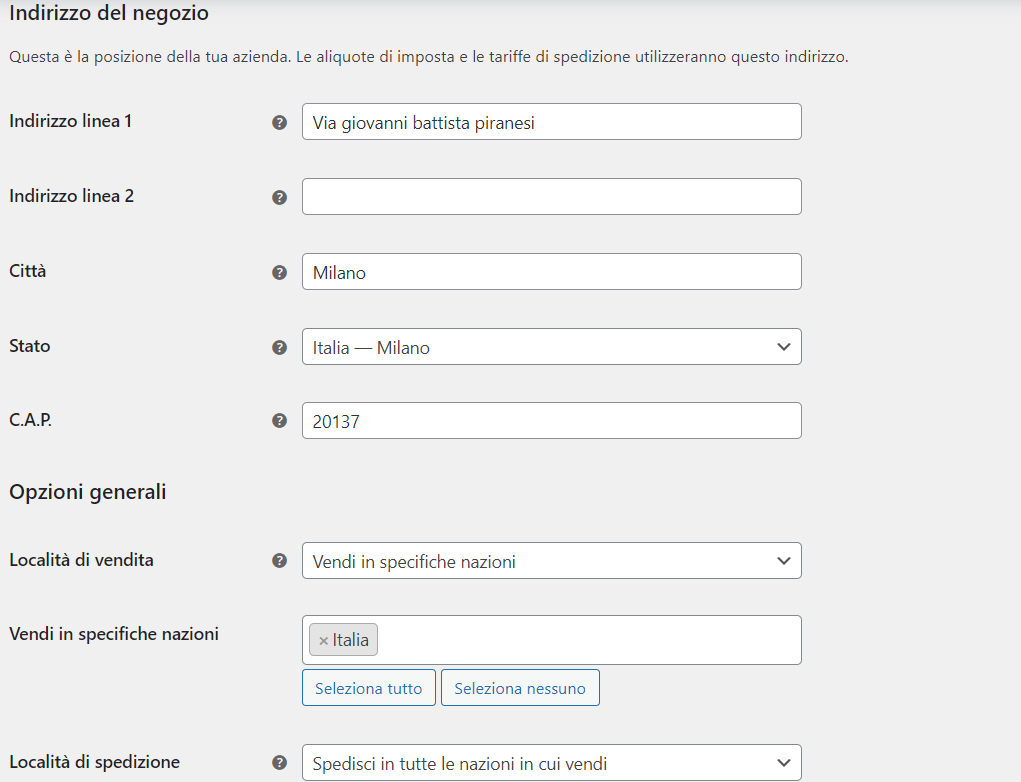 Indirizzo del negozio
Questa è la posizione della tua azienda. Le aliquote di imposta e le tariffe di spedizione utilizzeranno questo indirizzo.
Indirizzo linea 1 ? Via giovanni battista piranesi
Indirizzo linea 2 ?
Città ? Milano
Stato ? Italia — Milano
C.A.P. ? 20137
Opzioni generali
Località di vendita ? Vendi in specifiche nazioni
Vendi in specifiche nazioni × Italia
Seleziona tutto Seleziona nessuno
Località di spedizione ? Spedisci in tutte le nazioni in cui vendi